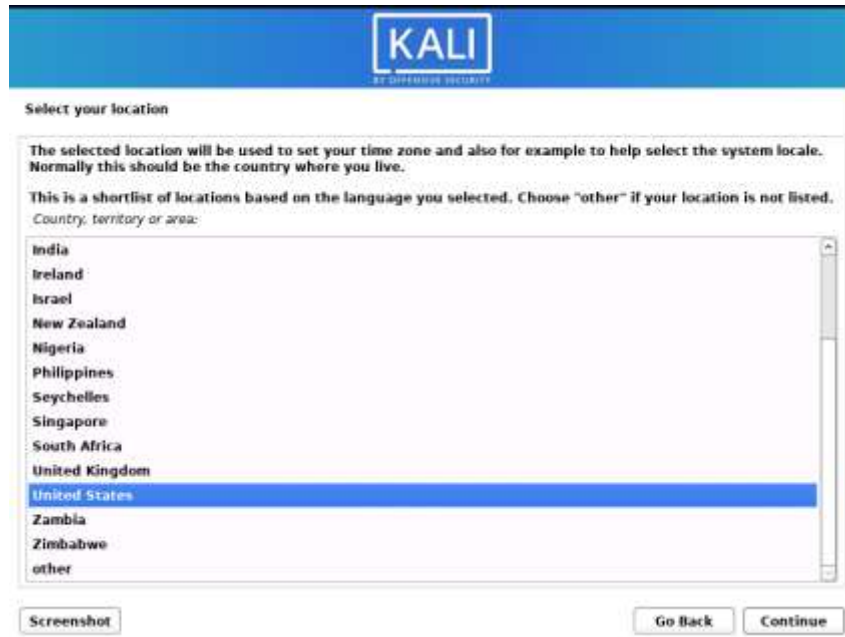 KALI
BY OFFENSIVE SECURITY
Select your location
The selected location will be used to set your time zone and also for example to help select the system locale.
Normally this should be the country where you live.
This is a shortlist of locations based on the language you selected. Choose "other" if your location is not listed.
Country, territory or area:
India
Ireland
Israel
New Zealand
Nigeria
Philippines
Seychelles
Singapore
South Africa
United Kingdom
United States
Zambia
Zimbabwe
other
Screenshot
Go Back
Continue